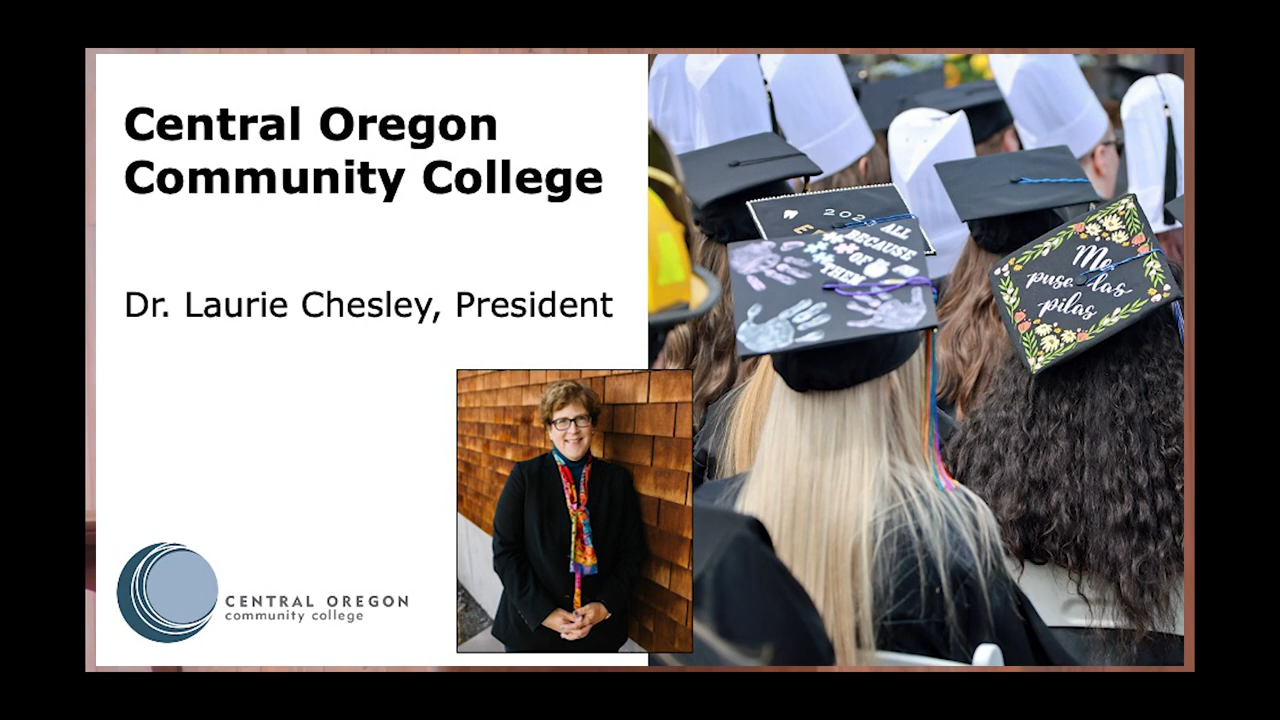 Central Oregon
Community College
Dr. Laurie Chesley, President
CENTRAL OREGON
community college
202
ALL
BECAUSE
OF
THEM
Me
puse las
pilas